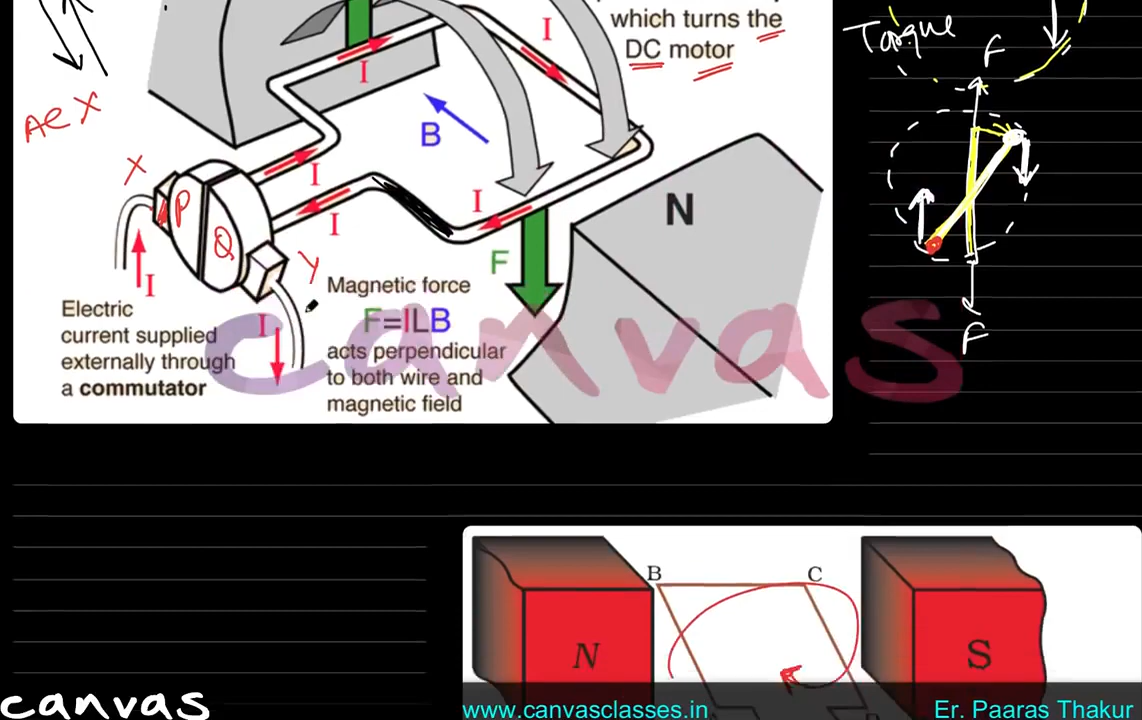 which turns the
DC motor
Torque
F
I
I
B
AC X
X
P
Q
Y
I
I
I
I
I
N
F
F
Electric
current supplied
externally through
a commutator
Magnetic force
F=ILB
acts perpendicular
to both wire and
magnetic field
canvas
B
C
N
S
canvas
www.canvasclasses.in
Er. Paaras Thakur